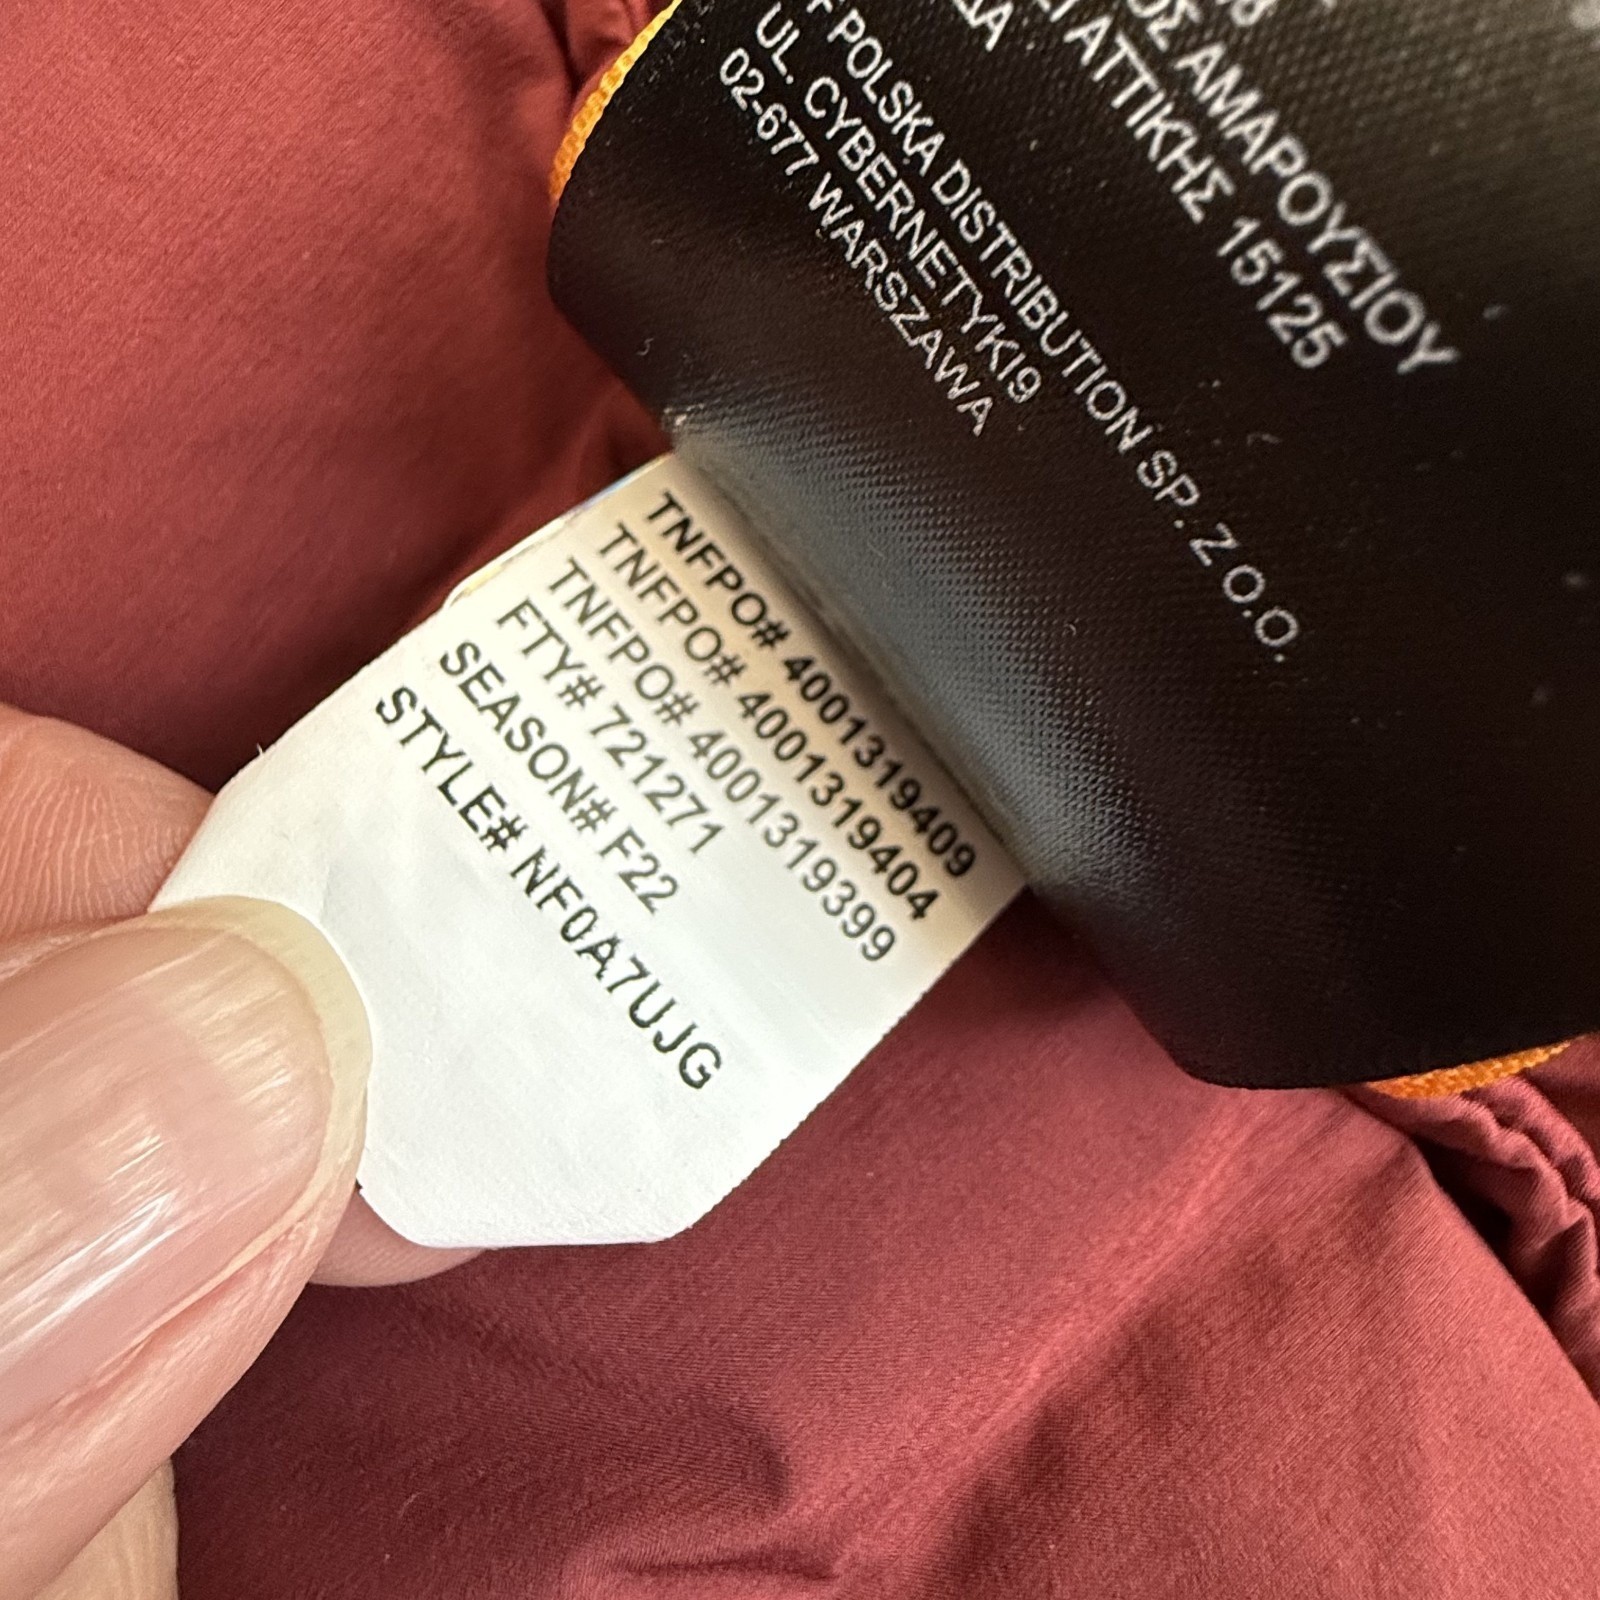 ΟΣ ΑΜΑΡΟΥΣΙΟΥ
ΑΤΤΙΚΗΣ 15125
POLSKA DISTRIBUTION SP. Z O.O.
UL. CYBERNETYKI9
02-677 WARSZAWA
TNFPO# 4001319409
TNFPO# 4001319404
TNFPO# 4001319399
FTY# 721271
SEASON# F22
STYLE# NF0A7UJG